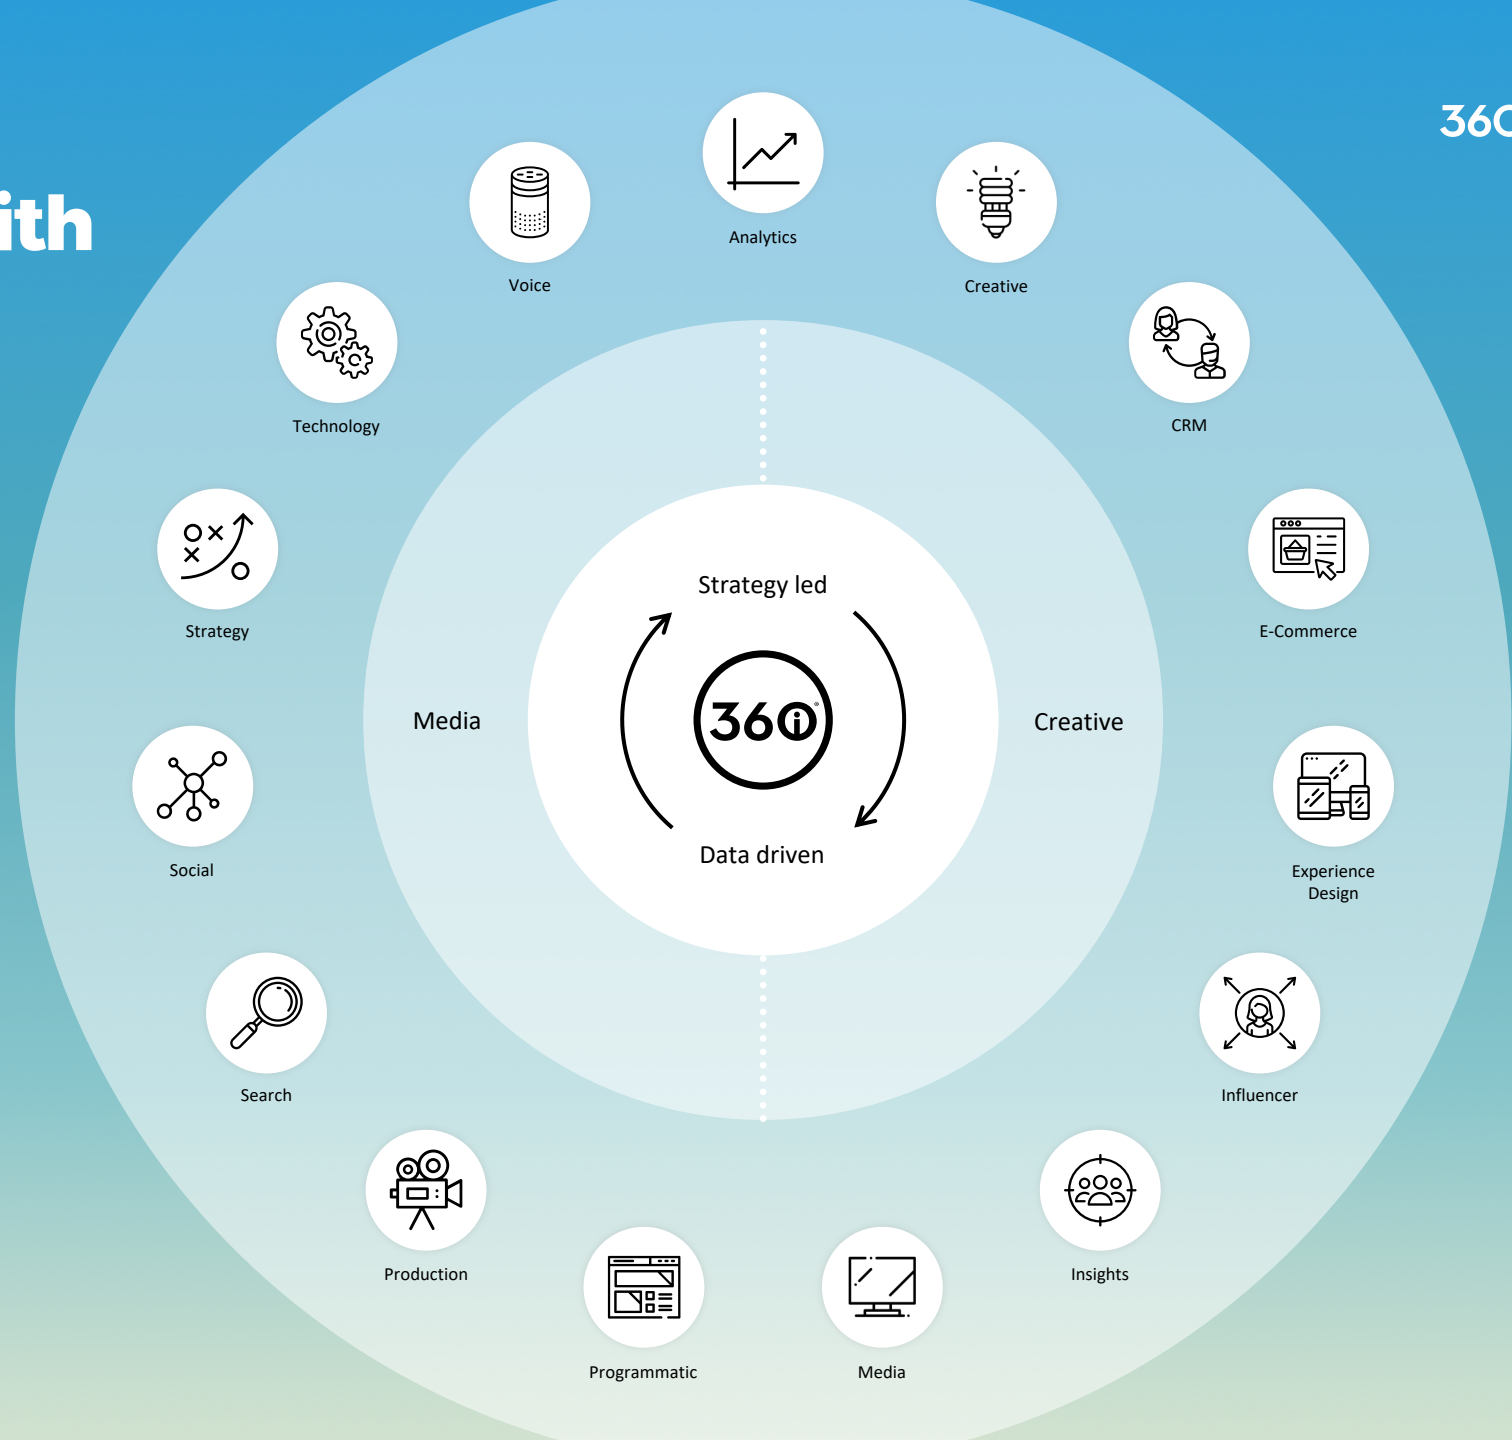 360
ith
Analytics
Voice
Creative
Technology
CRM
Strategy
E-Commerce
Strategy led
Media
360i
Creative
Data driven
Social
Experience
Design
Search
Influencer
Production
Insights
Programmatic
Media